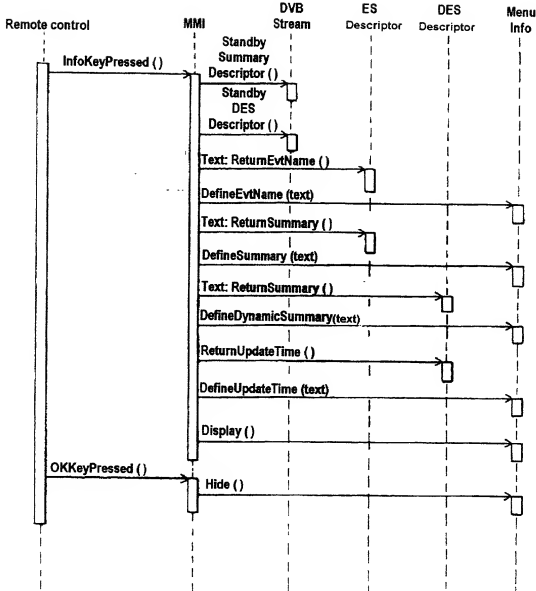 Remote control
MMI
DVB
Stream
ES
Descriptor
DES
Descriptor
Menu
Info
InfoKeyPressed ( )
Standby
Summary
Descriptor ( )
Standby
DES
Descriptor ( )
Text: ReturnEvtName ( )
DefineEvtName (text)
Text: ReturnSummary ( )
DefineSummary (text)
Text: ReturnSummary ( )
DefineDynamicSummary(text)
ReturnUpdateTime ( )
DefineUpdateTime (text)
Display ( )
OKKeyPressed ( )
Hide ( )